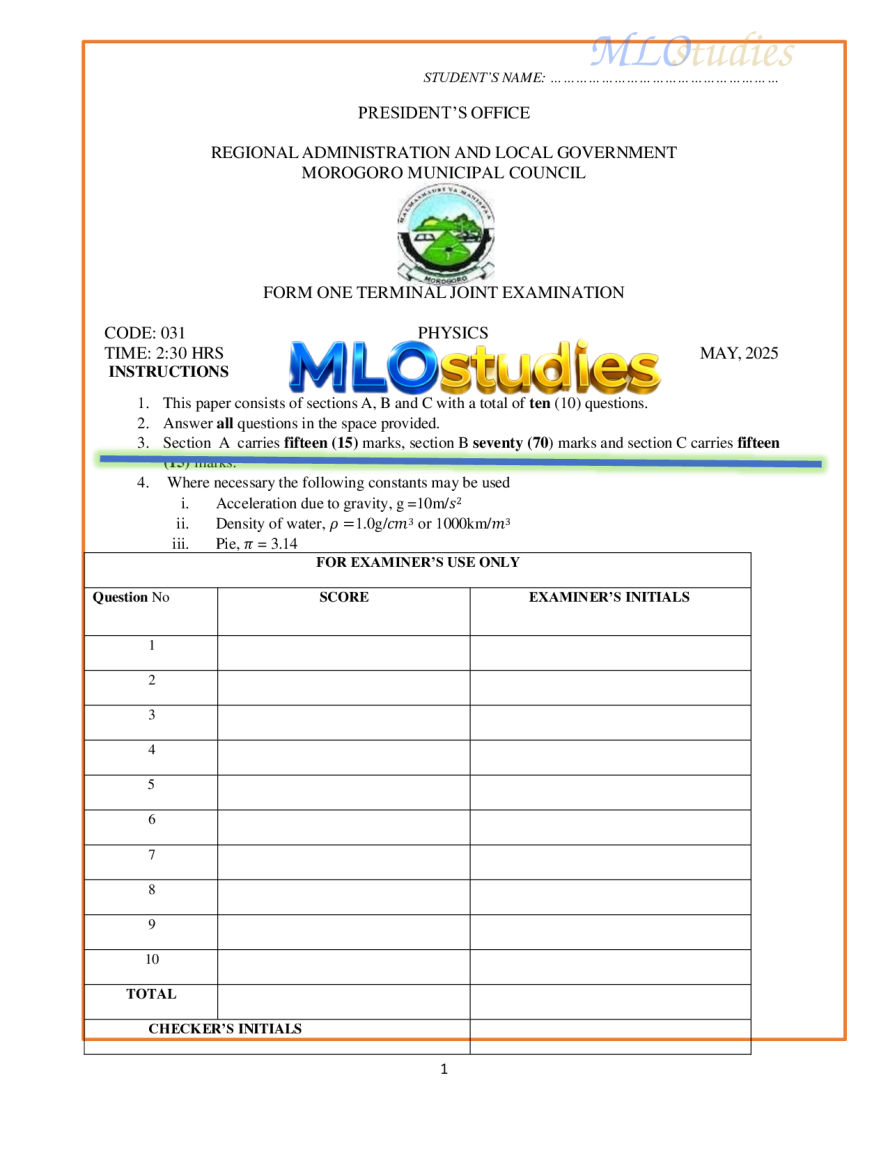 MLOstudies
STUDENT'S NAME: ………………………………………………
PRESIDENT'S OFFICE
REGIONAL ADMINISTRATION AND LOCAL GOVERNMENT
MOROGORO MUNICIPAL COUNCIL
HALMASHAURI YA MANISPAA
MOROGORO
FORM ONE TERMINAL JOINT EXAMINATION
CODE: 031 PHYSICS
TIME: 2:30 HRS MAY, 2025
MLOstudies
INSTRUCTIONS
1. This paper consists of sections A, B and C with a total of ten (10) questions.
2. Answer all questions in the space provided.
3. Section A carries fifteen (15) marks, section B seventy (70) marks and section C carries fifteen
(15) marks.
4. Where necessary the following constants may be used
i. Acceleration due to gravity, g =10m/s²
ii. Density of water, ρ =1.0g/cm³ or 1000km/m³
iii. Pie, π = 3.14
FOR EXAMINER'S USE ONLY
Question No SCORE EXAMINER'S INITIALS
1
2
3
4
5
6
7
8
9
10
TOTAL
CHECKER'S INITIALS
1